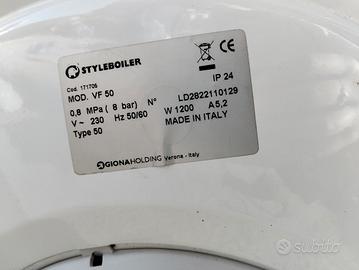 STYLEBOILER
Cod. 171706
MOD. VF 50
IP 24
0,8 MPa ( 8 bar) N° LD2822110129
V ~ 230 Hz 50/60 W 1200 A5,2
Type 50 MADE IN ITALY
GIONAHOLDING Verona - Italy
subito